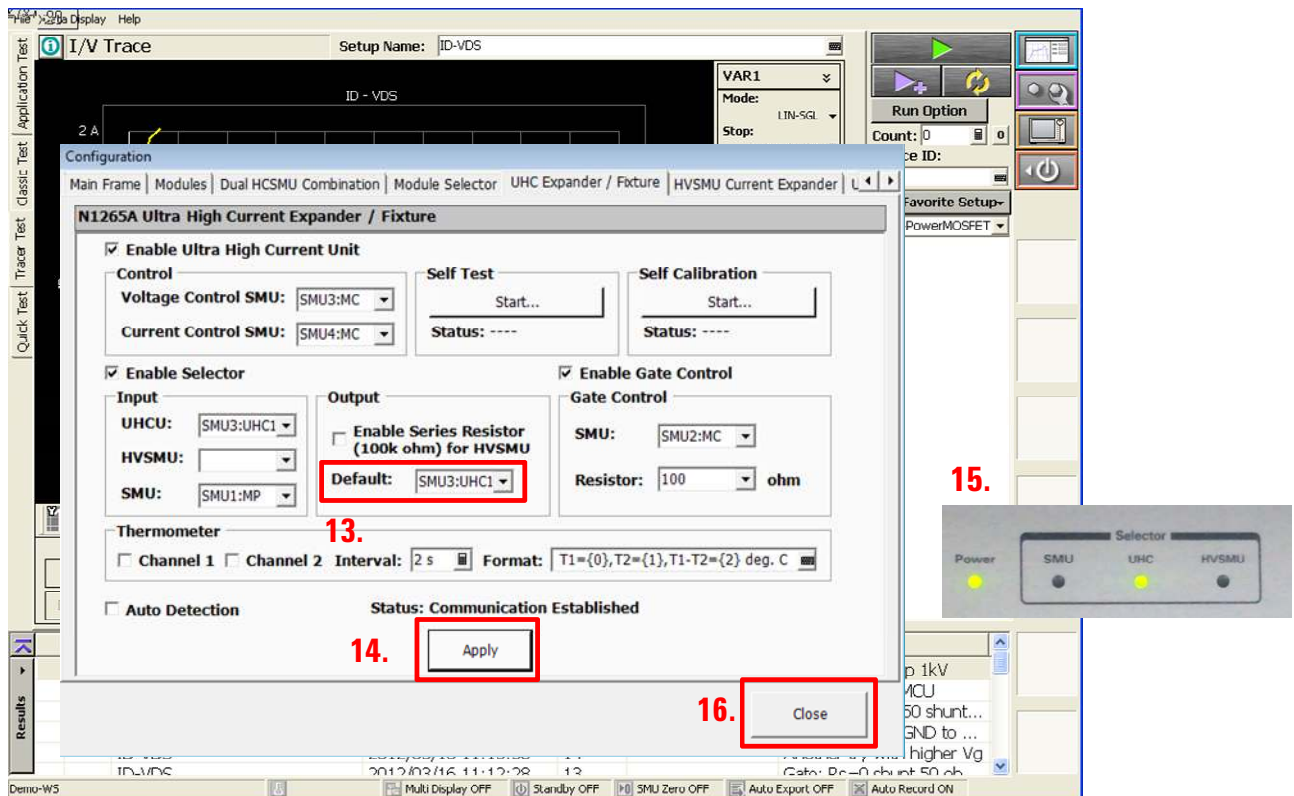 File
Display Help
I/V Trace
Setup Name: ID-VDS
Application Test
Classic Test
Tracer Test
Quick Test
ID - VDS
2 A
VAR1
Mode:
LIN-SGL
Stop:
Run Option
Count: 0
0
ce ID:
Favorite Setup
PowerMOSFET
Configuration
Main Frame
Modules
Dual HCSMU Combination
Module Selector
UHC Expander / Fixture
HVSMU Current Expander
N1265A Ultra High Current Expander / Fixture
Enable Ultra High Current Unit
Control
Voltage Control SMU: SMU3:MC
Current Control SMU: SMU4:MC
Self Test
Start...
Status: ----
Self Calibration
Start...
Status: ----
Enable Selector
Input
UHCU: SMU3:UHC1
HVSMU:
SMU: SMU1:MP
Output
Enable Series Resistor
(100k ohm) for HVSMU
Default: SMU3:UHC1
13.
Enable Gate Control
Gate Control
SMU: SMU2:MC
Resistor: 100 ohm
Thermometer
Channel 1 Channel 2 Interval: 2 s Format: T1={0},T2={1},T1-T2={2} deg. C
Auto Detection
Status: Communication Established
14.
Apply
15.
Selector
Power SMU UHC HVSMU
16.
Close
Results
p 1kV
MCU
50 shunt...
GND to ...
higher Vg
ID-VDS 2012/03/16 11:12:28 13
Demo-WS
Multi Display OFF Standby OFF SMU Zero OFF Auto Export OFF Auto Record ON